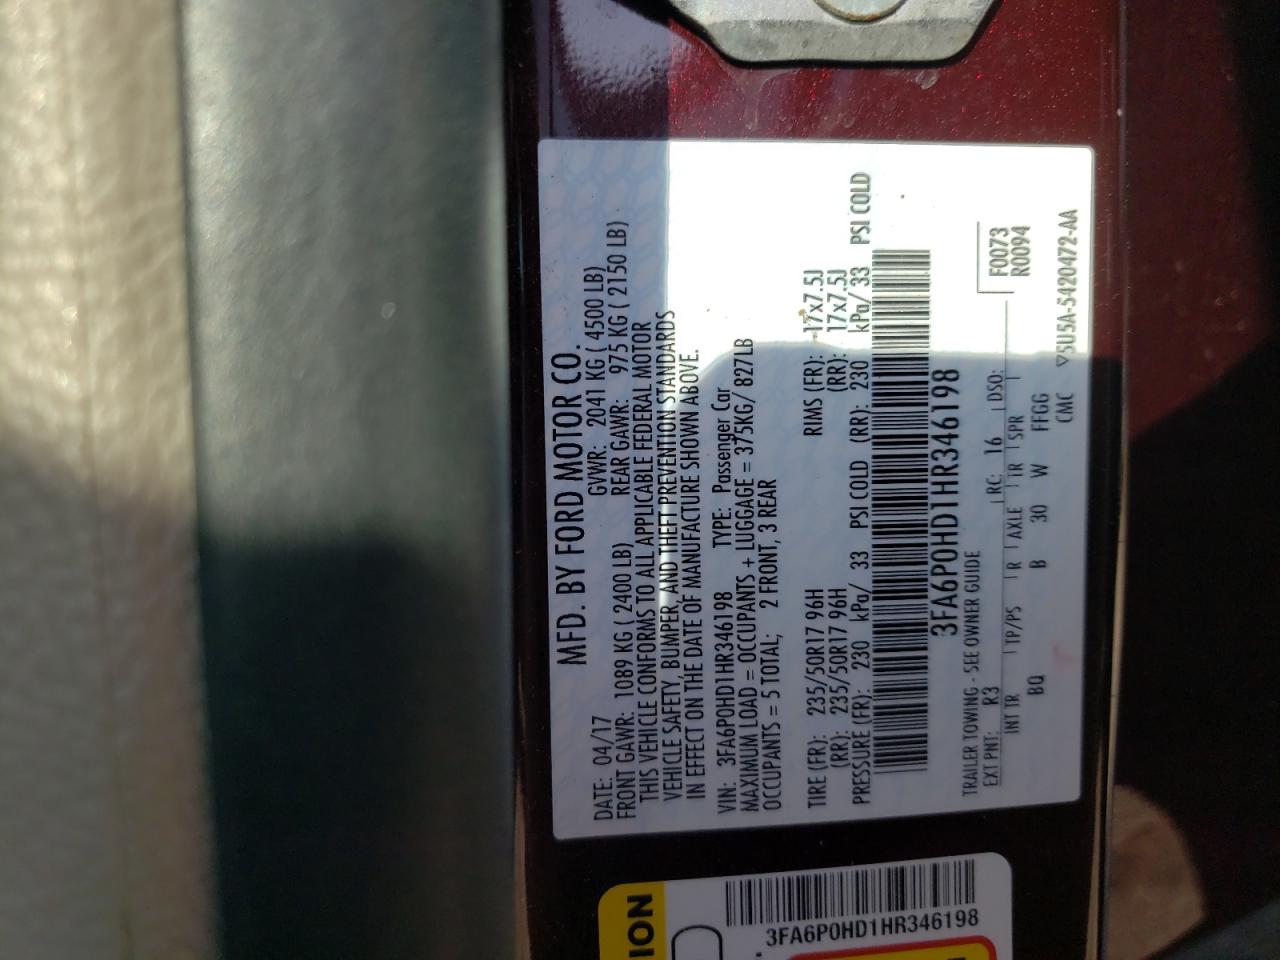 MFD. BY FORD MOTOR CO.
DATE: 04/17 GVWR: 2041 KG ( 4500 LB)
FRONT GAWR: 1089 KG ( 2400 LB) REAR GAWR: 975 KG ( 2150 LB)
THIS VEHICLE CONFORMS TO ALL APPLICABLE FEDERAL MOTOR
VEHICLE SAFETY, BUMPER, AND THEFT PREVENTION STANDARDS
IN EFFECT ON THE DATE OF MANUFACTURE SHOWN ABOVE.
VIN: 3FA6P0HD1HR346198 TYPE: Passenger Car
MAXIMUM LOAD = OCCUPANTS + LUGGAGE = 375KG/ 827LB
OCCUPANTS = 5 TOTAL; 2 FRONT, 3 REAR
TIRE (FR): 235/50R17 96H RIMS (FR): 17x7.5J
(RR): 235/50R17 96H (RR): 17x7.5J
PRESSURE (FR): 230 kPa/ 33 PSI COLD (RR): 230 kPa/ 33 PSI COLD
3FA6P0HD1HR346198
TRAILER TOWING - SEE OWNER GUIDE
EXT PNT: R3 RC: 16 DSO: F0073
INT TR TP/PS R AXLE TR SPR R0094
BQ B 30 W FFGG
CMC ▽5U5A-5420472-AA
ION
3FA6P0HD1HR346198